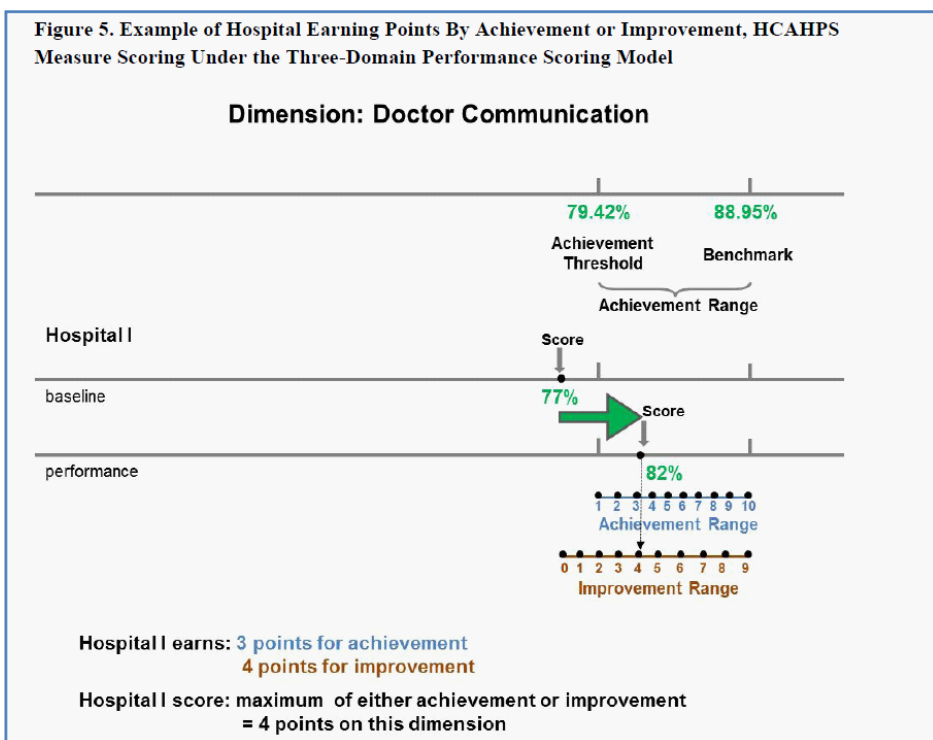 Figure 5. Example of Hospital Earning Points By Achievement or Improvement, HCAHPS
Measure Scoring Under the Three-Domain Performance Scoring Model
Dimension: Doctor Communication
79.42% 88.95%
Achievement
Threshold
Benchmark
Achievement Range
Hospital I
Score
baseline
77%
Score
performance
82%
1 2 3 4 5 6 7 8 9 10
Achievement Range
0 1 2 3 4 5 6 7 8 9
Improvement Range
Hospital I earns: 3 points for achievement
4 points for improvement
Hospital I score: maximum of either achievement or improvement
= 4 points on this dimension